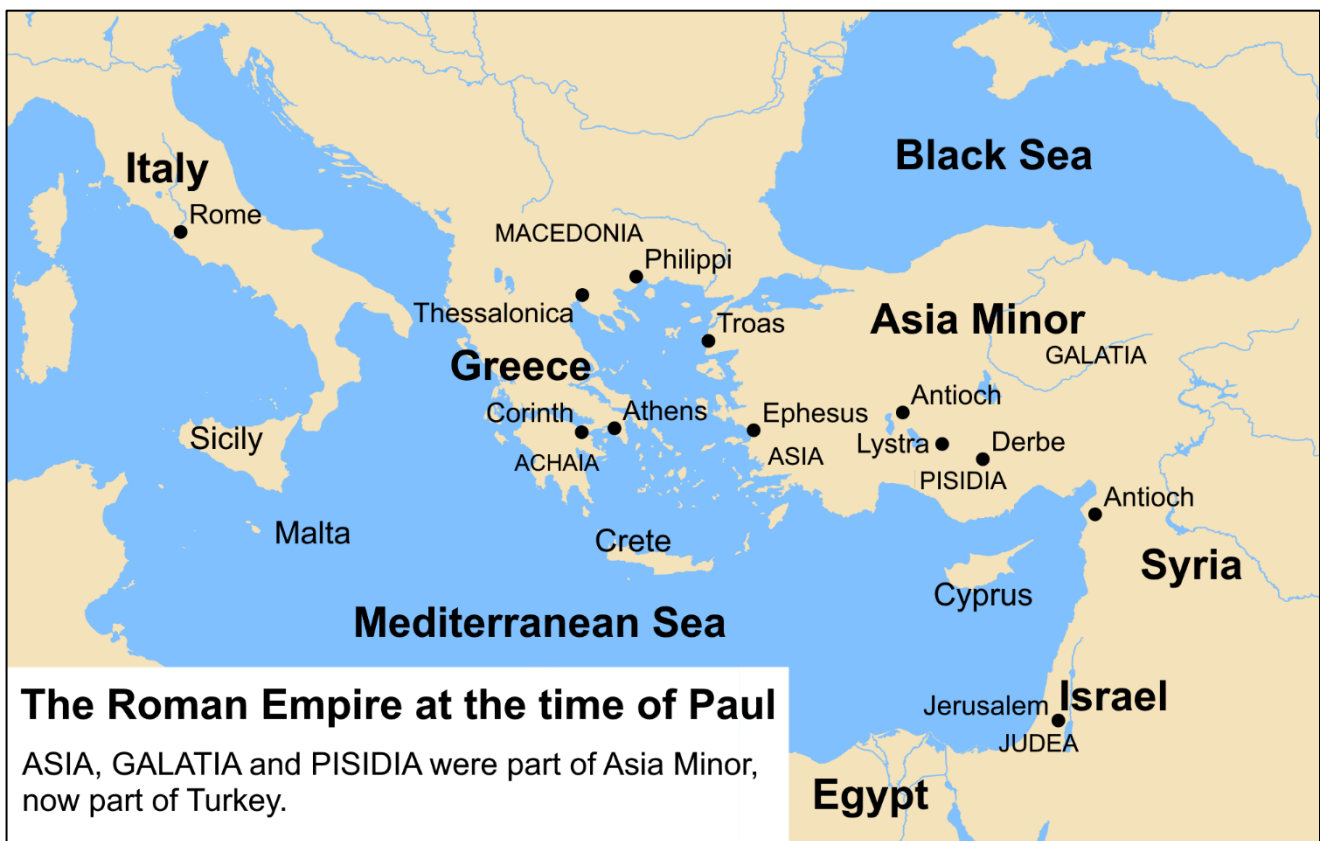 Black Sea
Italy
Rome
MACEDONIA
Philippi
Thessalonica
Troas
Asia Minor
GALATIA
Greece
Corinth
Athens
Ephesus
Antioch
Sicily
ACHAIA
ASIA
Lystra
Derbe
PISIDIA
Antioch
Malta
Crete
Syria
Cyprus
Mediterranean Sea
The Roman Empire at the time of Paul
ASIA, GALATIA and PISIDIA were part of Asia Minor,
now part of Turkey.
Jerusalem
Israel
JUDEA
Egypt